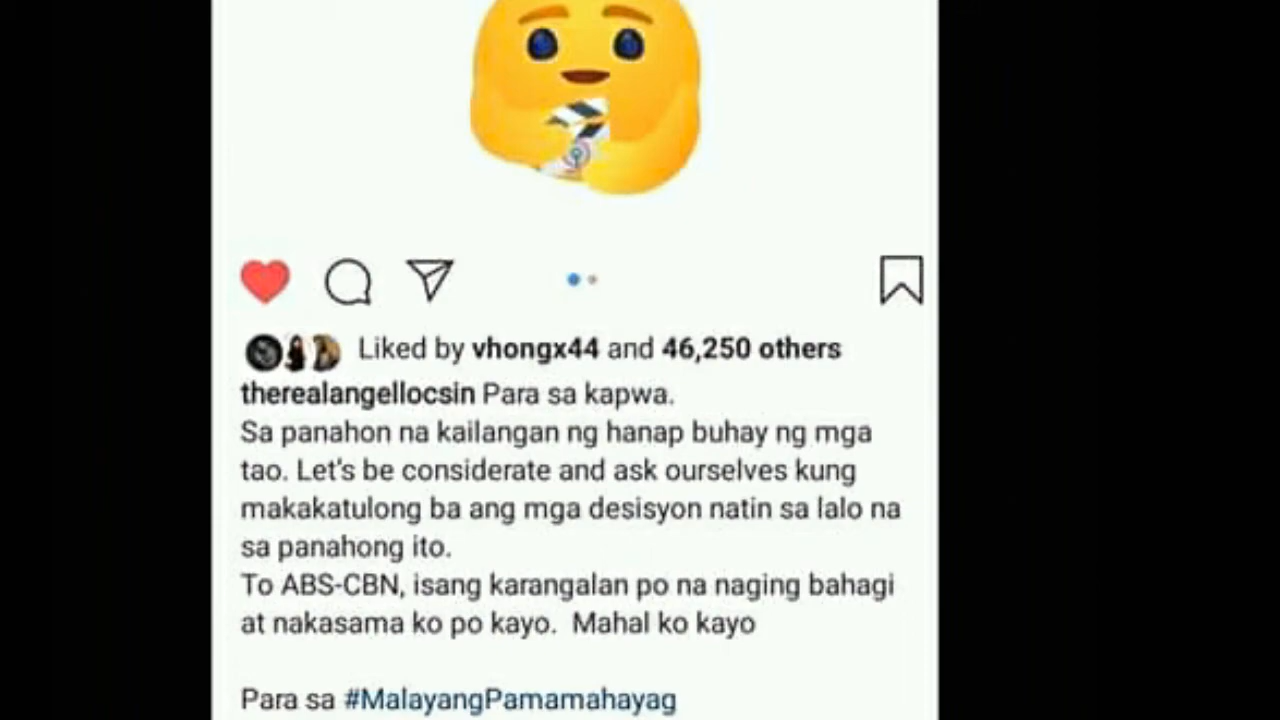 Liked by vhongx44 and 46,250 others
therealangellocsin Para sa kapwa.
Sa panahon na kailangan ng hanap buhay ng mga
tao. Let's be considerate and ask ourselves kung
makakatulong ba ang mga desisyon natin sa lalo na
sa panahong ito.
To ABS-CBN, isang karangalan po na naging bahagi
at nakasama ko po kayo. Mahal ko kayo
Para sa #MalayangPamamahayag